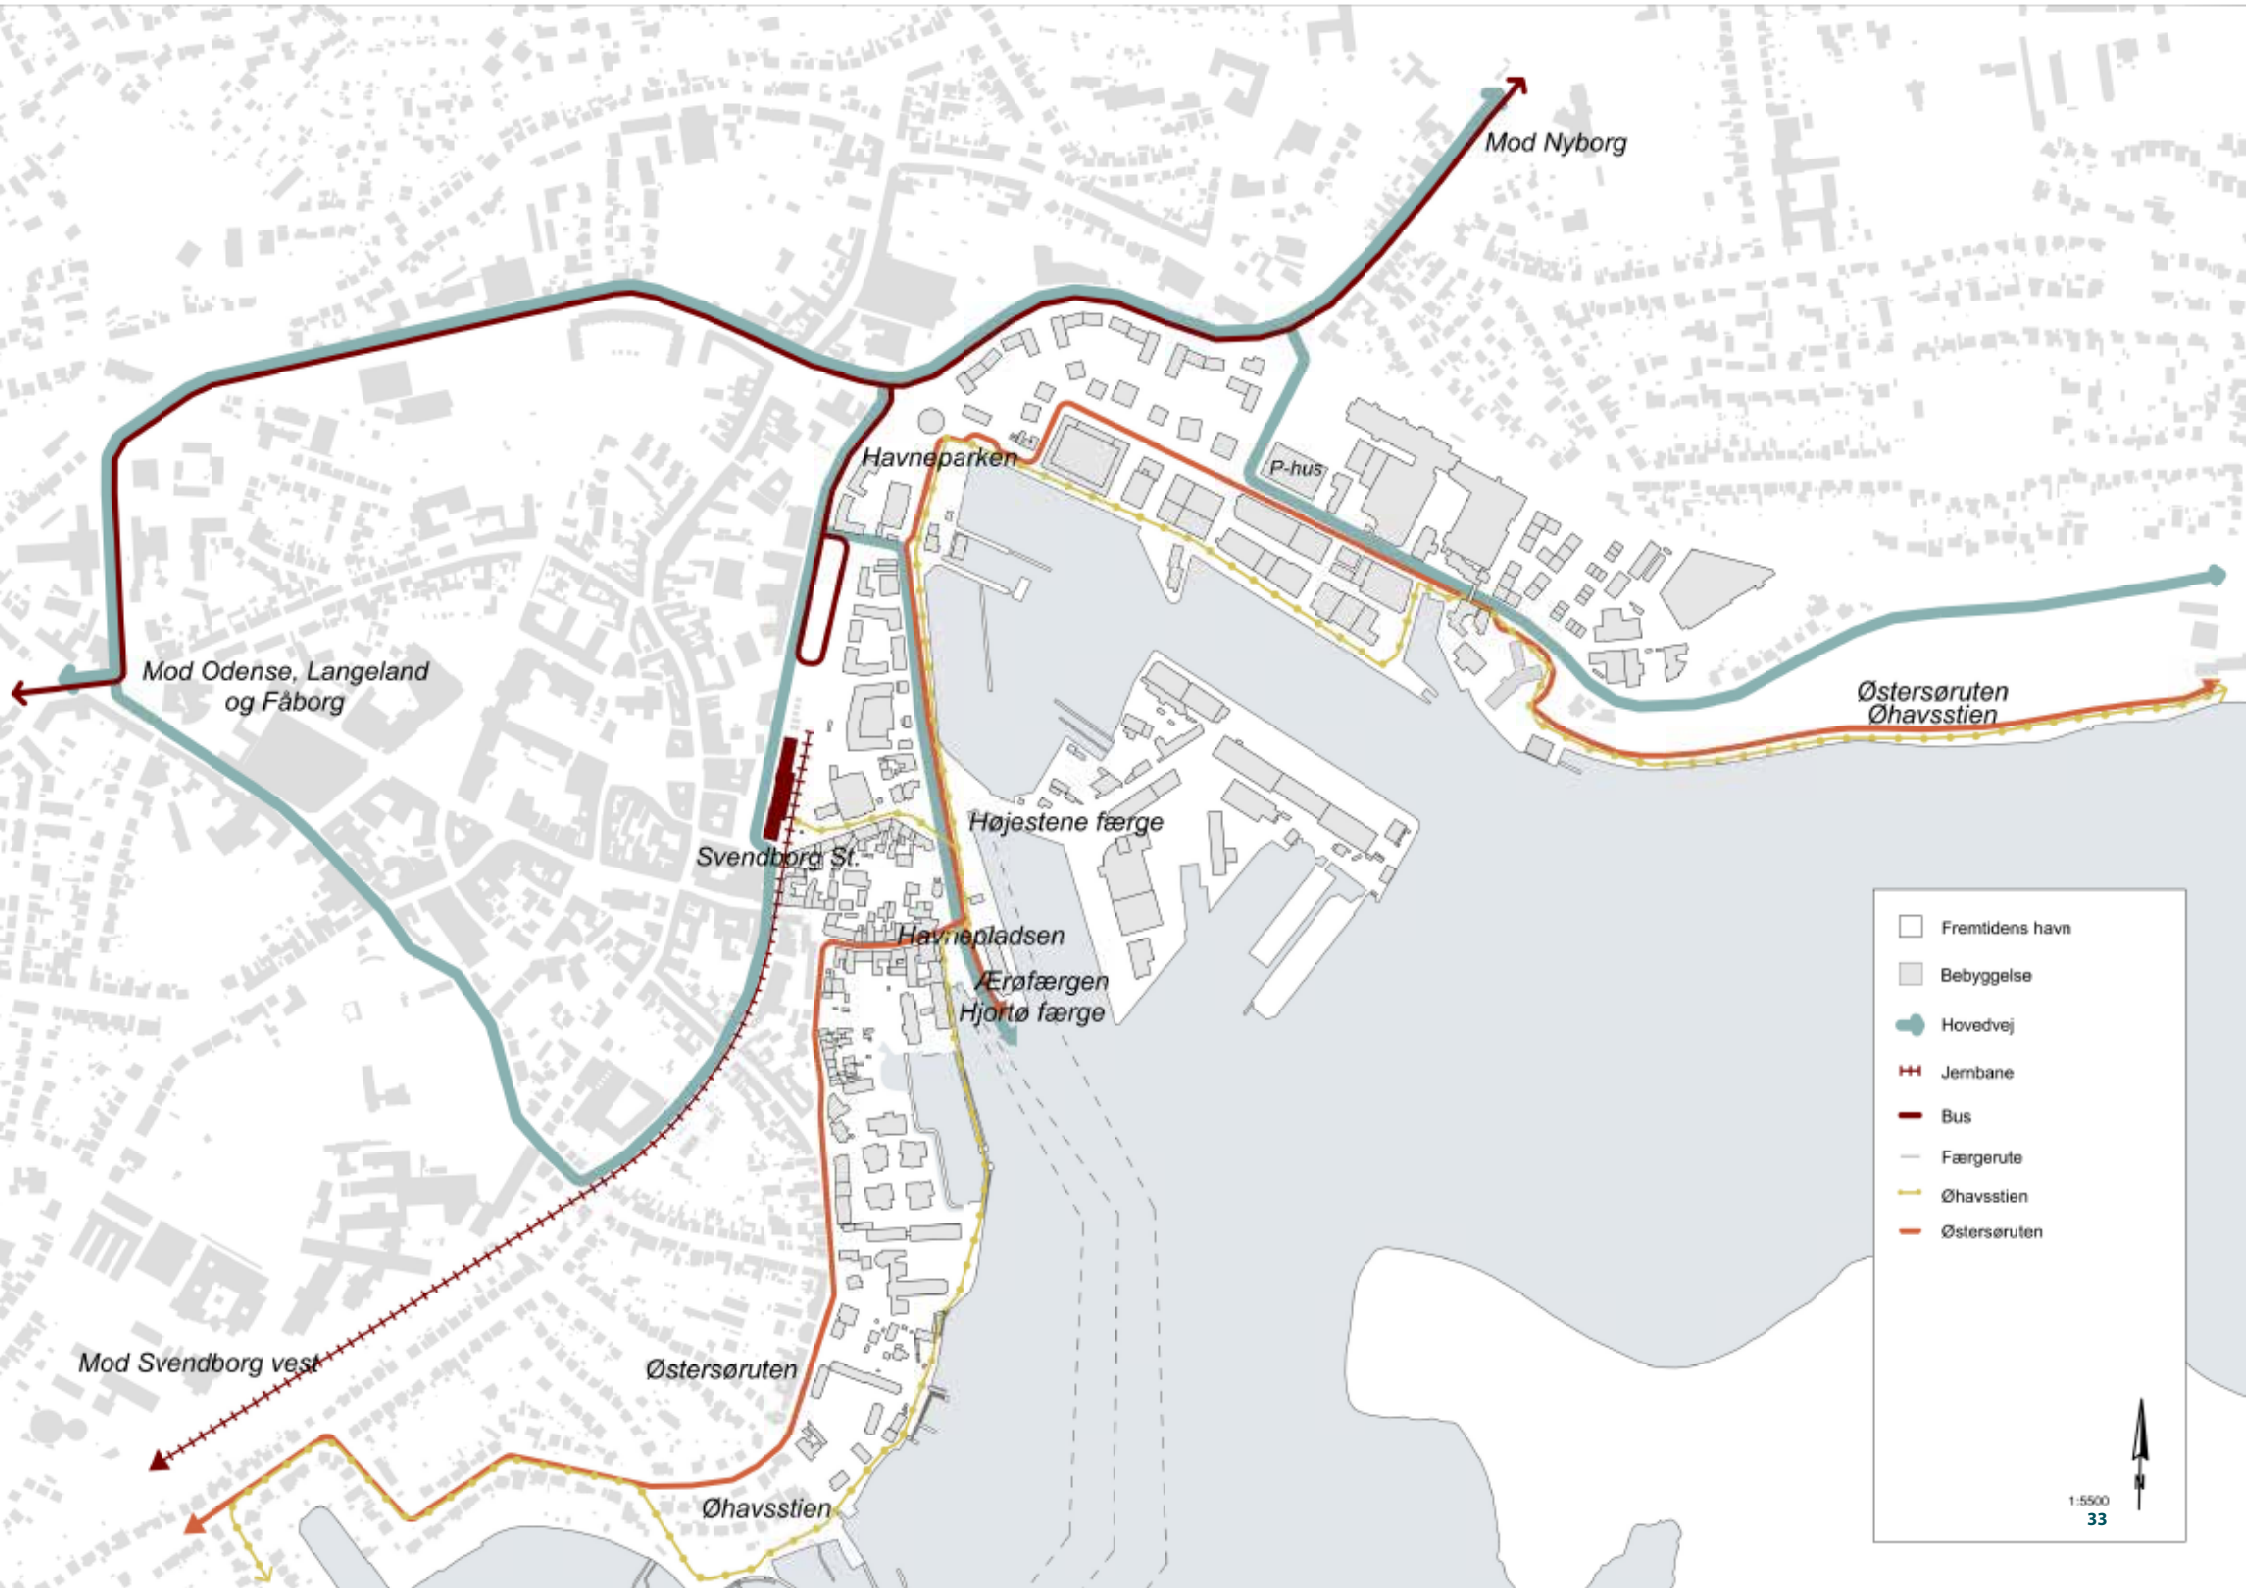 Mod Nyborg
Havneparken
P-hus
Mod Odense, Langeland
og Fåborg
Østersøruten
Øhavsstien
Højestene færge
Svendborg St.
Havnepladsen
Ærøfærgen
Hjortø færge
Mod Svendborg vest
Østersøruten
Øhavsstien
Fremtidens havn
Bebyggelse
Hovedvej
Jernbane
Bus
Færgerute
Øhavsstien
Østersøruten
N
1:5500
33